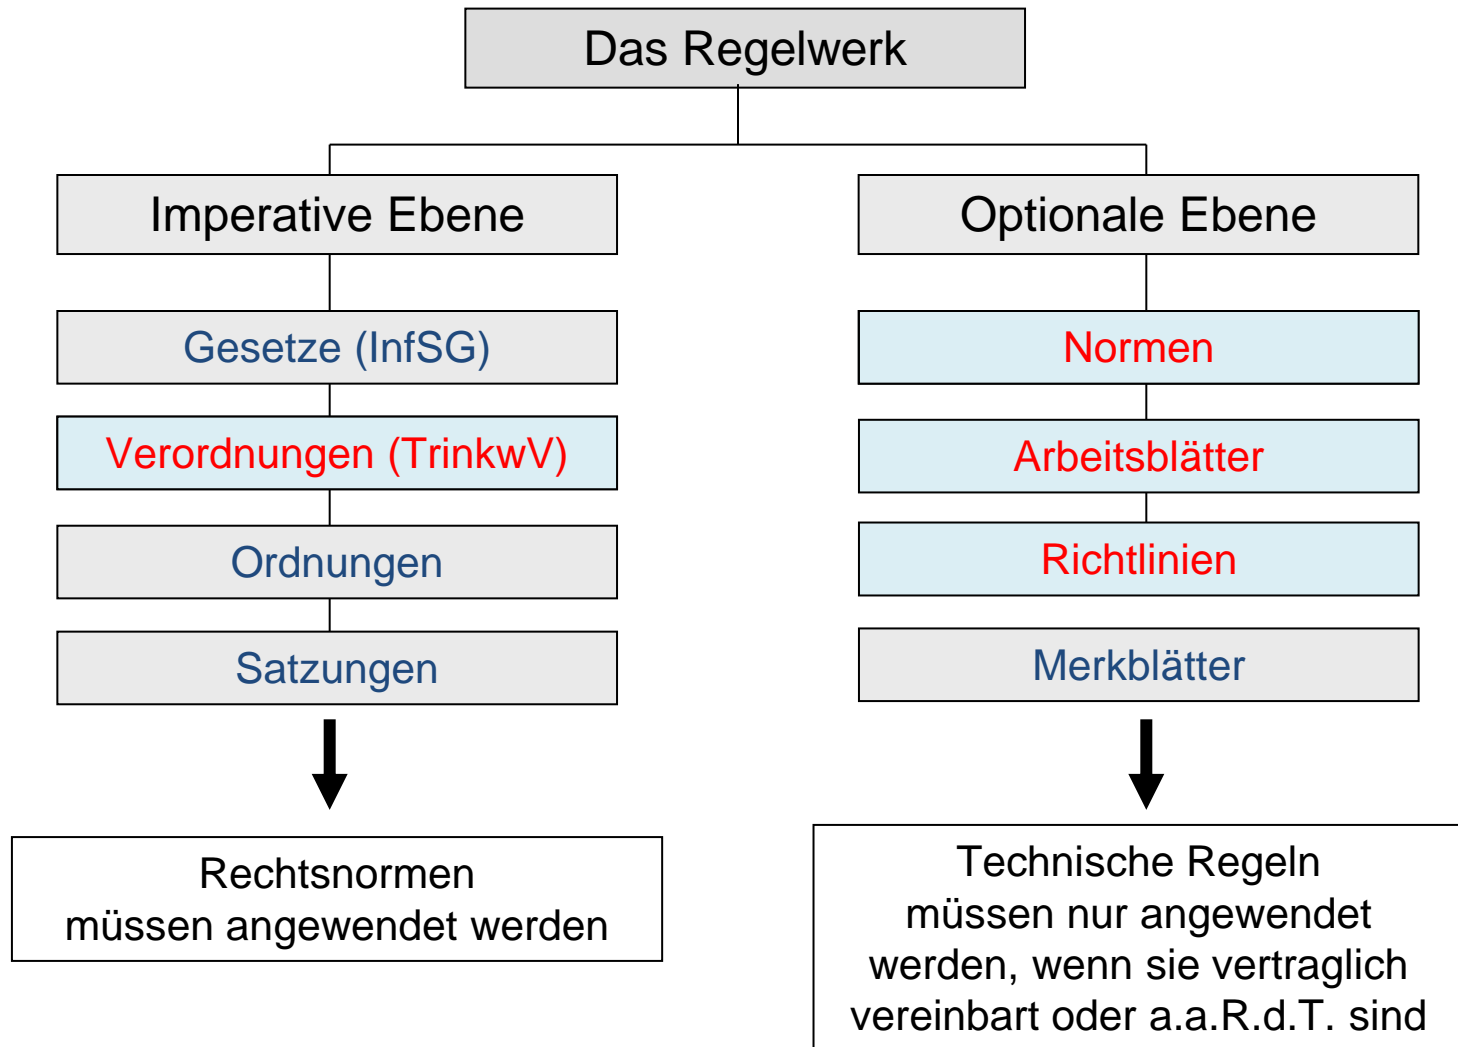 Das Regelwerk
Imperative Ebene
Gesetze (InfSG)
Verordnungen (TrinkwV)
Ordnungen
Satzungen
Rechtsnormen
müssen angewendet werden
Optionale Ebene
Normen
Arbeitsblätter
Richtlinien
Merkblätter
Technische Regeln
müssen nur angewendet
werden, wenn sie vertraglich
vereinbart oder a.a.R.d.T. sind